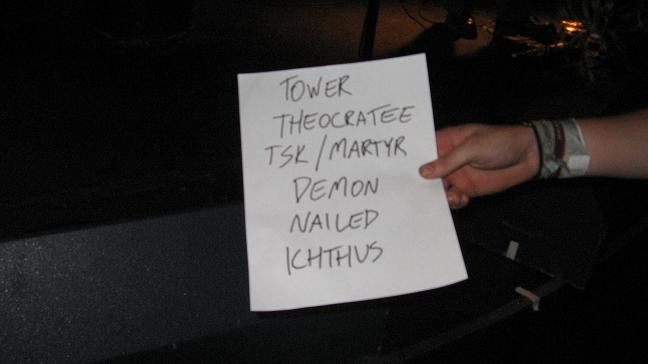 TOWER
THEOCRATEE
TSK/MARTYR
DEMON
NAILED
ICHTHUS